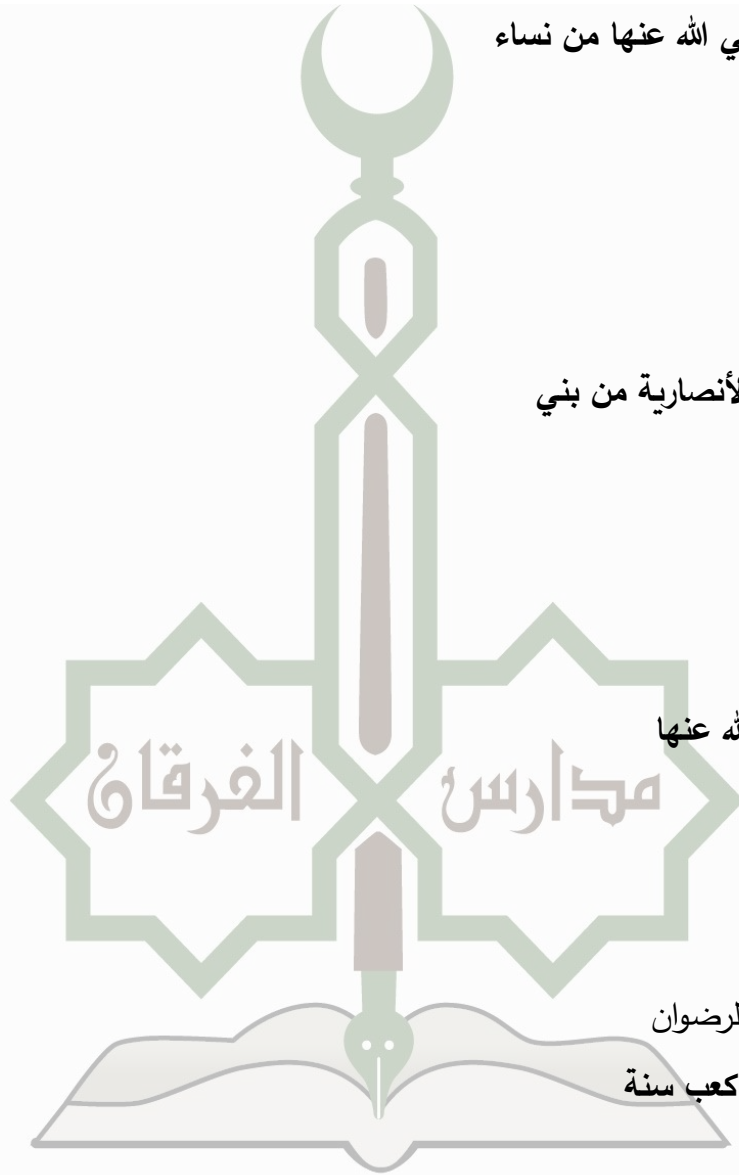 ي الله عنها من نساء
لأنصارية من بني
له عنها
مدارس الفرقان
لرضوان
كعب سنة